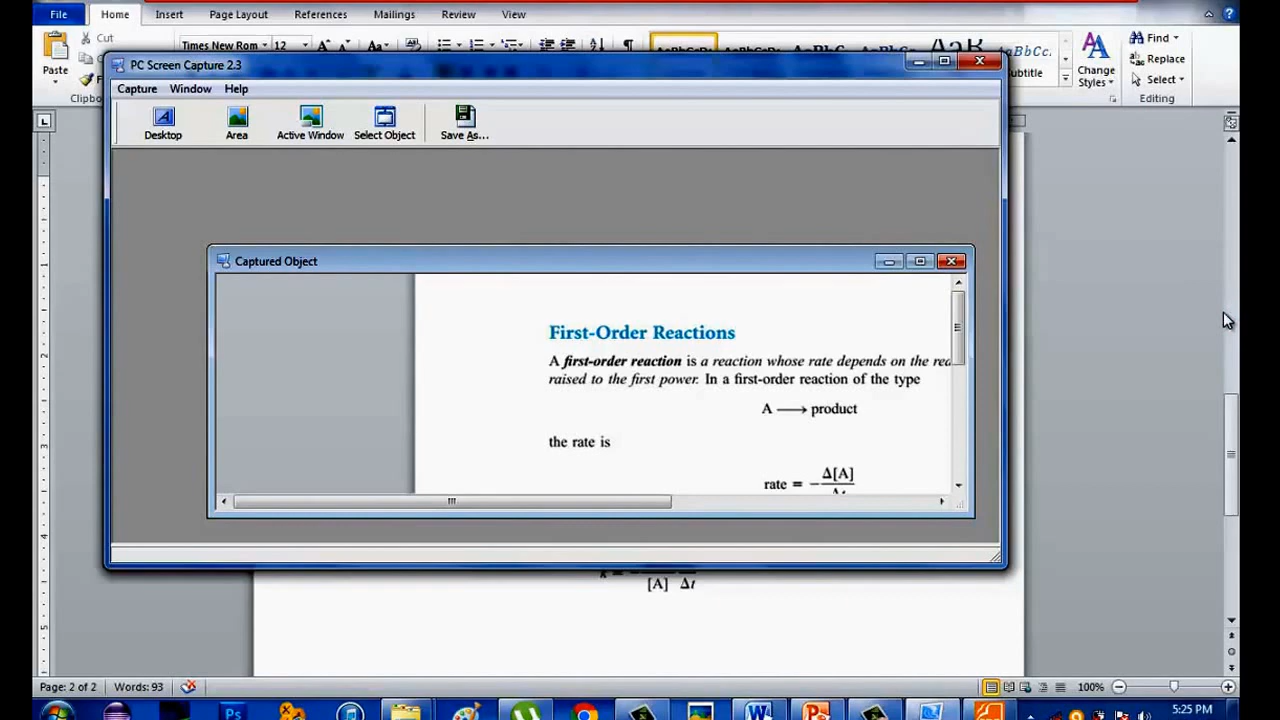 File Home Insert Page Layout References Mailings Review View
Cut
Times New Rom 12
Paste
Find
Replace
Select
Subtitle
Change
Styles
Editing
PC Screen Capture 2.3
Capture Window Help
Desktop Area Active Window Select Object Save As...
Captured Object
First-Order Reactions
A first-order reaction is a reaction whose rate depends on the
raised to the first power. In a first-order reaction of the type
A ⟶ product
the rate is
rate = −Δ[A]
[A] Δt
Page: 2 of 2 Words: 93
100%
5:25 PM